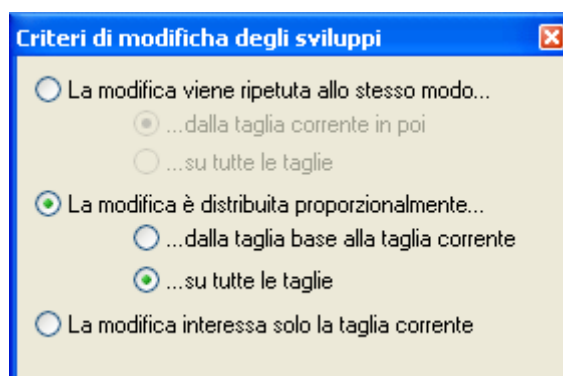 Criteri di modificha degli sviluppi
La modifica viene ripetuta allo stesso modo...
...dalla taglia corrente in poi
...su tutte le taglie
La modifica è distribuita proporzionalmente...
...dalla taglia base alla taglia corrente
...su tutte le taglie
La modifica interessa solo la taglia corrente